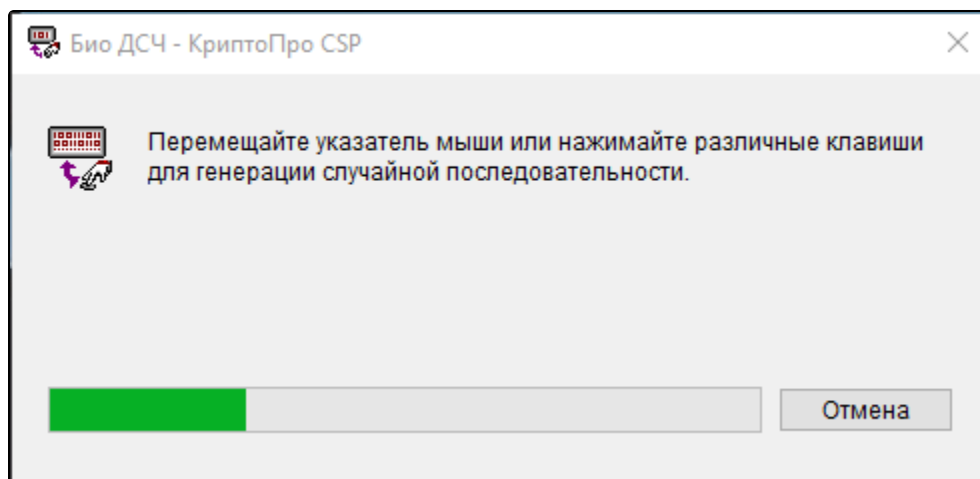 Био ДСЧ - КриптоПро CSP
Перемещайте указатель мыши или нажимайте различные клавиши
для генерации случайной последовательности.
Отмена